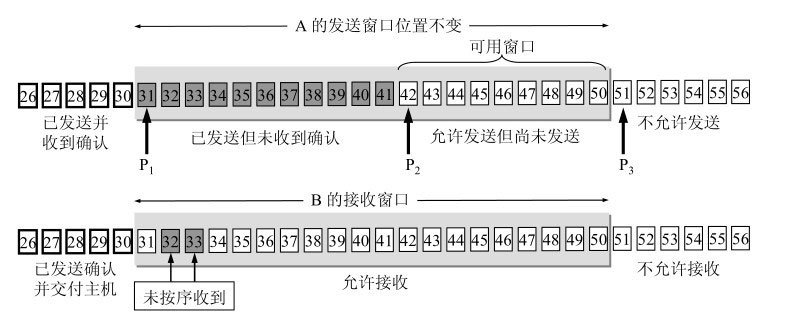 A 的发送窗口位置不变
可用窗口
26 27 28 29 30 31 32 33 34 35 36 37 38 39 40 41 42 43 44 45 46 47 48 49 50 51 52 53 54 55 56
已发送并
收到确认
已发送但未收到确认
允许发送但尚未发送
不允许发送
P1
P2
P3
B 的接收窗口
26 27 28 29 30 31 32 33 34 35 36 37 38 39 40 41 42 43 44 45 46 47 48 49 50 51 52 53 54 55 56
已发送确认
并交付主机
未按序收到
允许接收
不允许接收